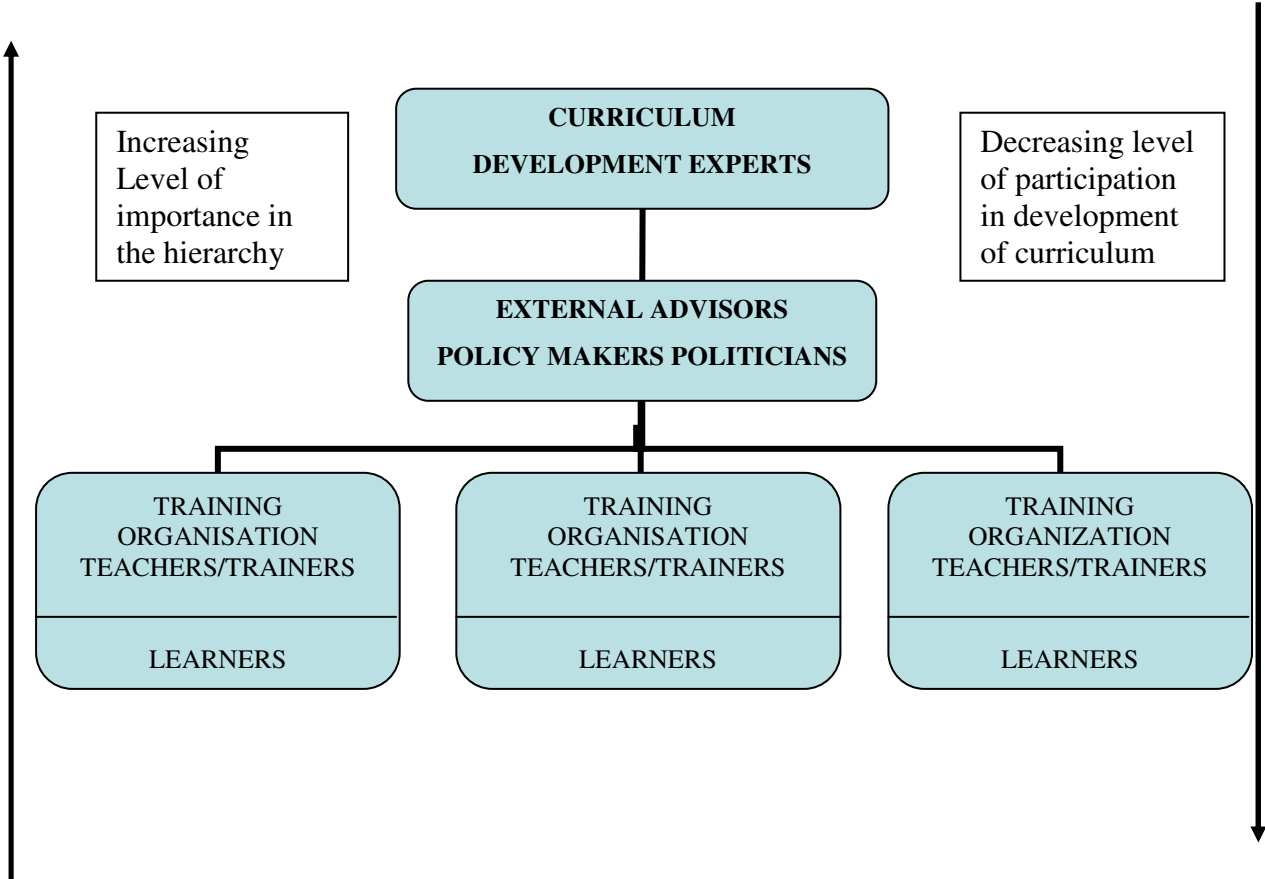 Increasing
Level of
importance in
the hierarchy
CURRICULUM
DEVELOPMENT EXPERTS
Decreasing level
of participation
in development
of curriculum
EXTERNAL ADVISORS
POLICY MAKERS POLITICIANS
TRAINING
ORGANISATION
TEACHERS/TRAINERS
LEARNERS
TRAINING
ORGANISATION
TEACHERS/TRAINERS
LEARNERS
TRAINING
ORGANIZATION
TEACHERS/TRAINERS
LEARNERS